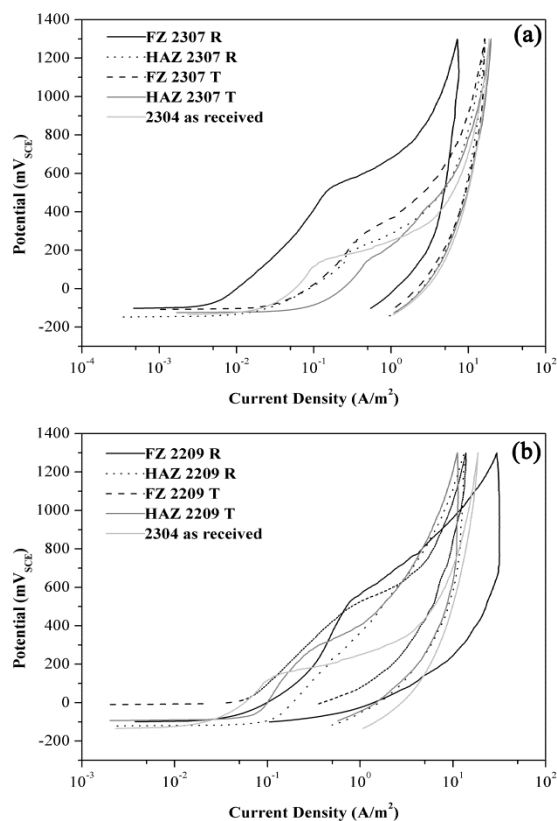 (a)
FZ 2307 R
HAZ 2307 R
FZ 2307 T
HAZ 2307 T
2304 as received
1400
1200
1000
800
600
400
200
0
-200
Potential (mV_SCE)
10^-4
10^-3
10^-2
10^-1
10^0
10^1
10^2
Current Density (A/m²)
(b)
FZ 2209 R
HAZ 2209 R
FZ 2209 T
HAZ 2209 T
2304 as received
1400
1200
1000
800
600
400
200
0
-200
Potential (mV_SCE)
10^-3
10^-2
10^-1
10^0
10^1
10^2
Current Density (A/m²)